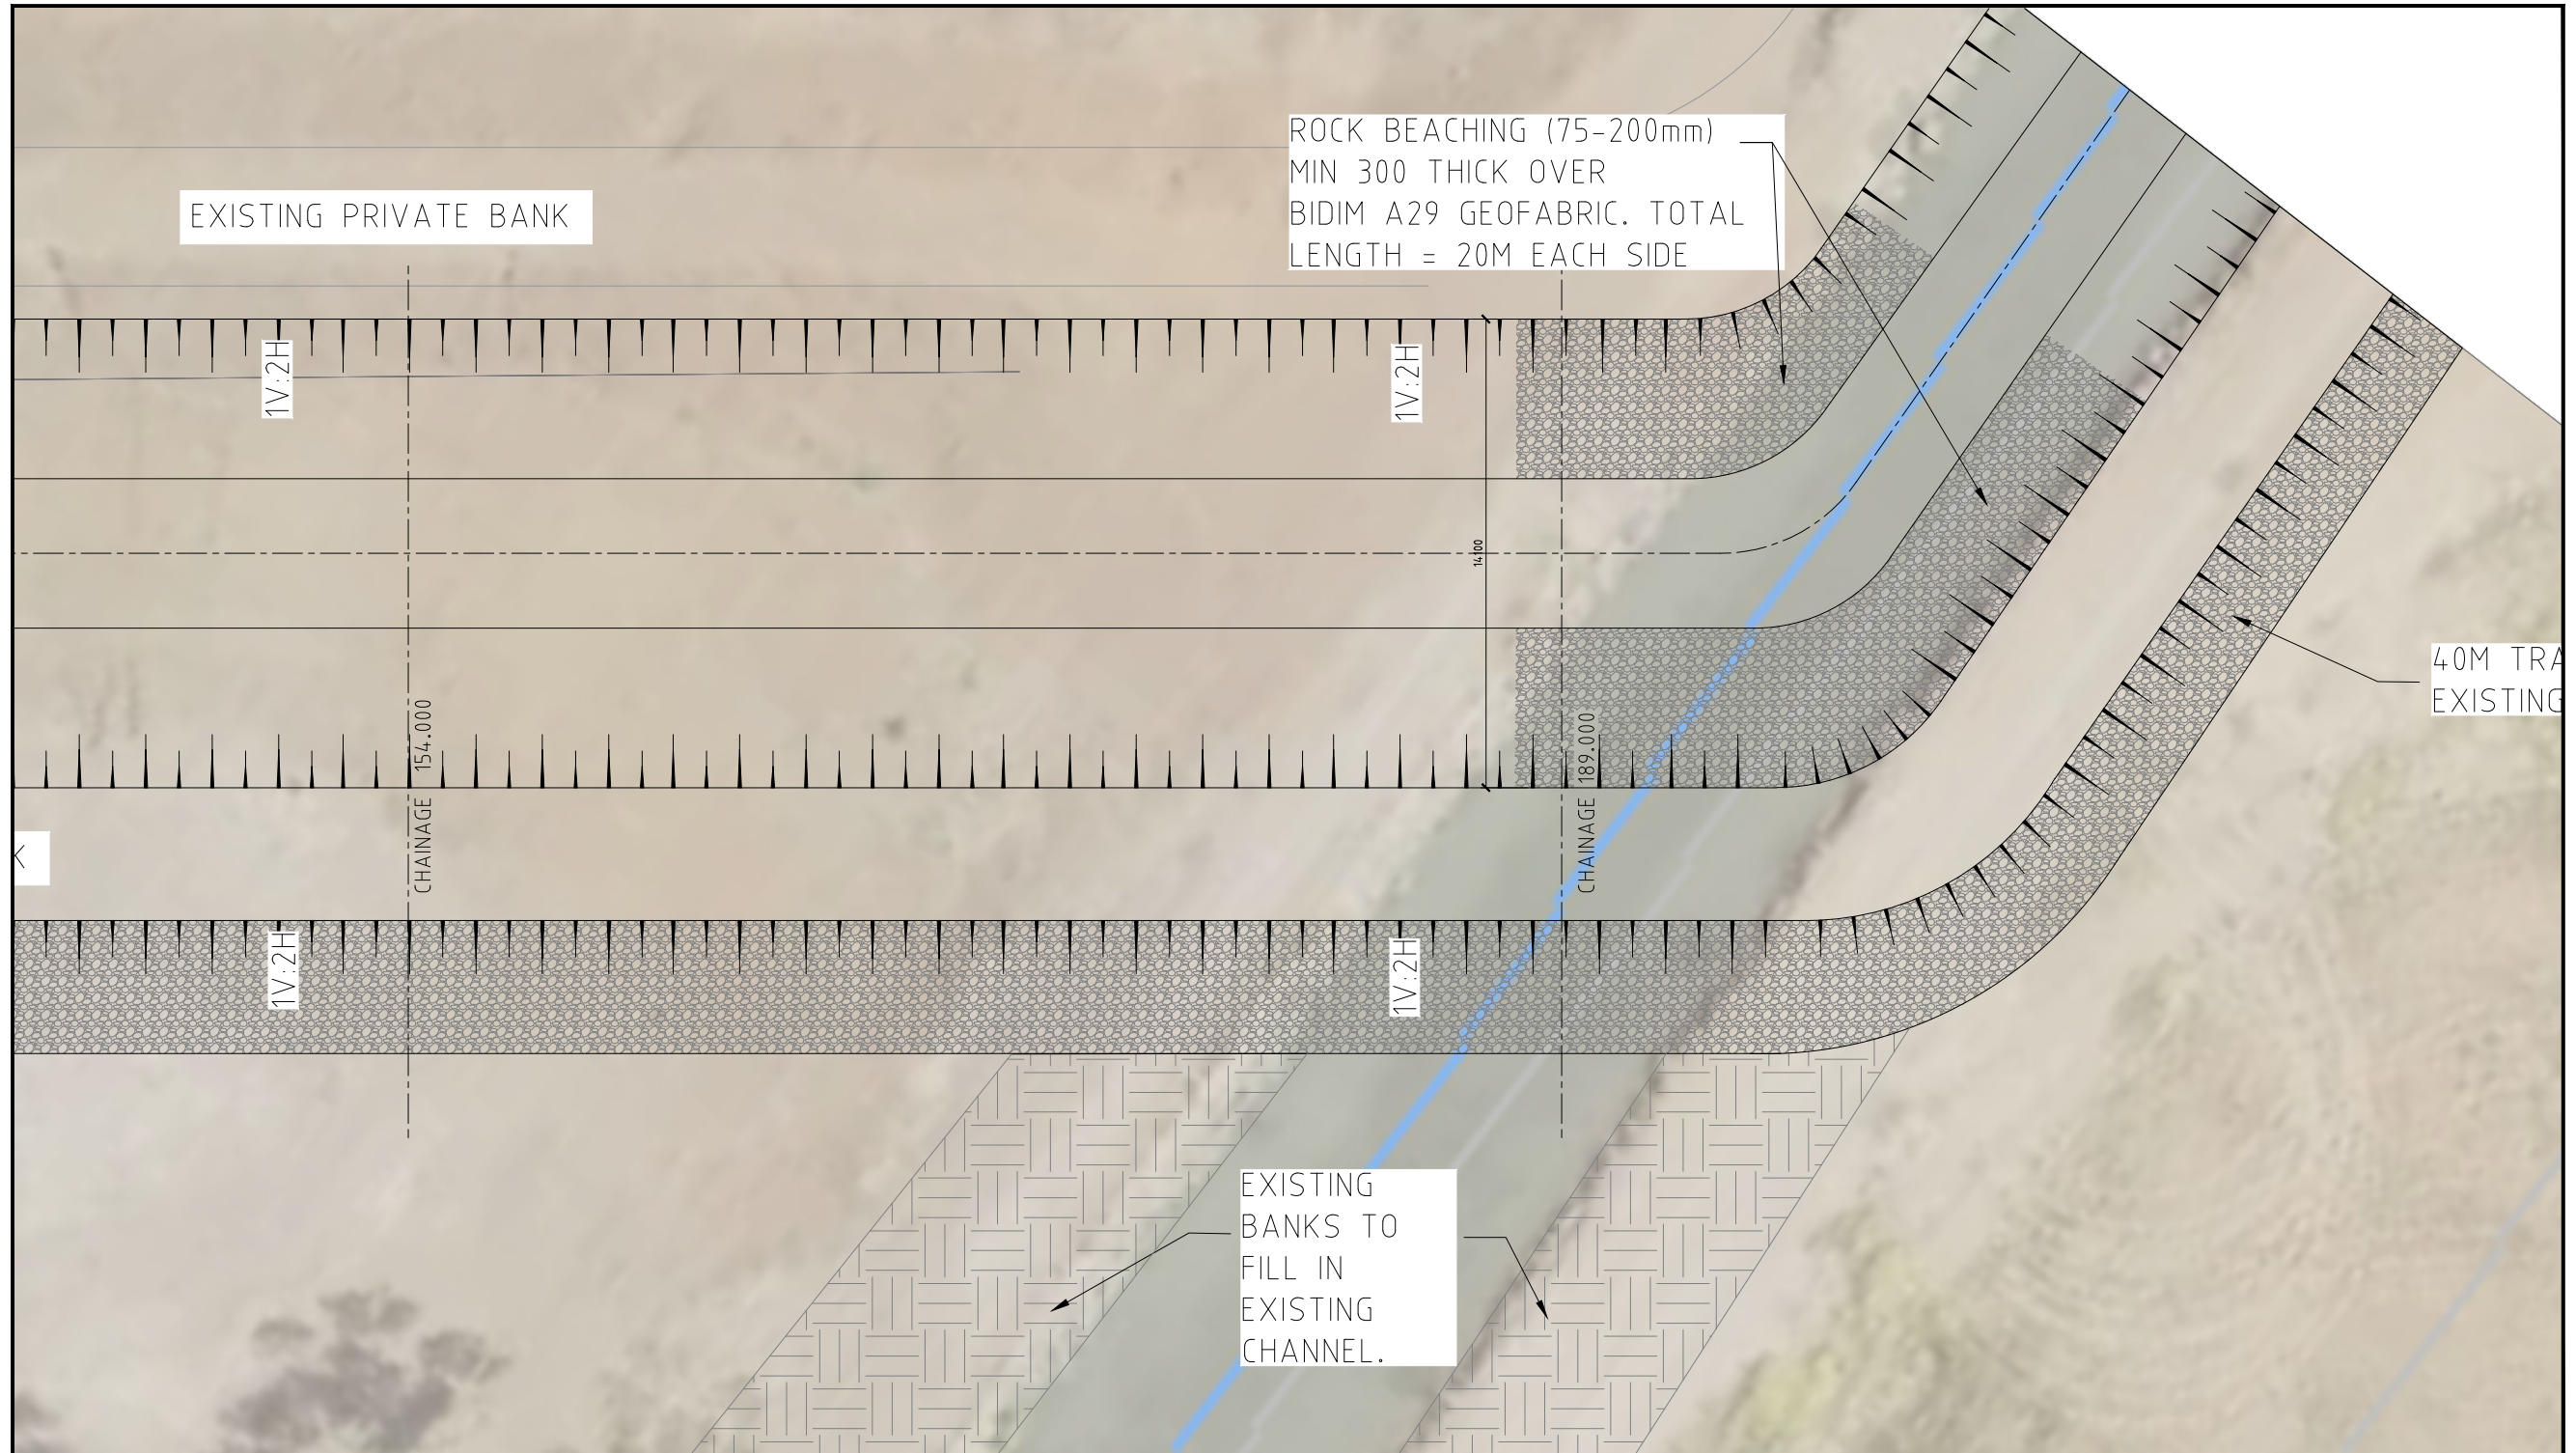 ROCK BEACHING (75-200mm)
MIN 300 THICK OVER
BIDIM A29 GEOFABRIC. TOTAL
LENGTH = 20M EACH SIDE
EXISTING PRIVATE BANK
1V:2H
1V:2H
14100
40M TRA
EXISTING
CHAINAGE 154.000
CHAINAGE 189.000
K
1V:2H
1V:2H
EXISTING
BANKS TO
FILL IN
EXISTING
CHANNEL.